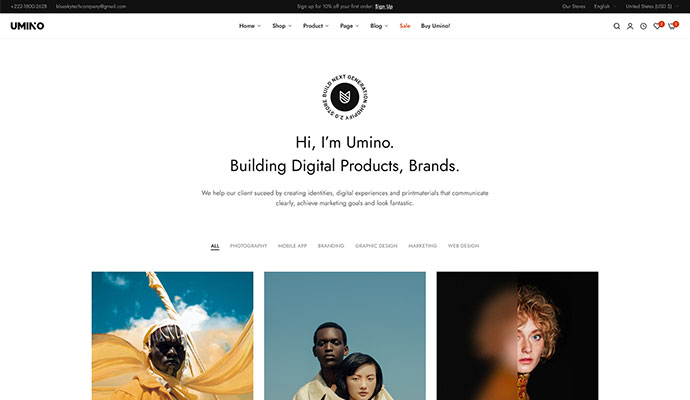 +222-1800-2628 blueskytechcompany@gmail.com Sign up for 10% off your first order: Sign Up Our Stores English United States (USD $)
UMINO Home Shop Product Page Blog Sale Buy Umino!
BUILD NEXT GENERATION SHOPIFY 2.0 STORE
Hi, I'm Umino.
Building Digital Products, Brands.
We help our client suceed by creating identities, digital experiences and printmaterials that communicate
clearly, achieve marketing goals and look fantastic.
ALL PHOTOGRAPHY MOBILE APP BRANDING GRAPHIC DESIGN MARKETING WEB DESIGN